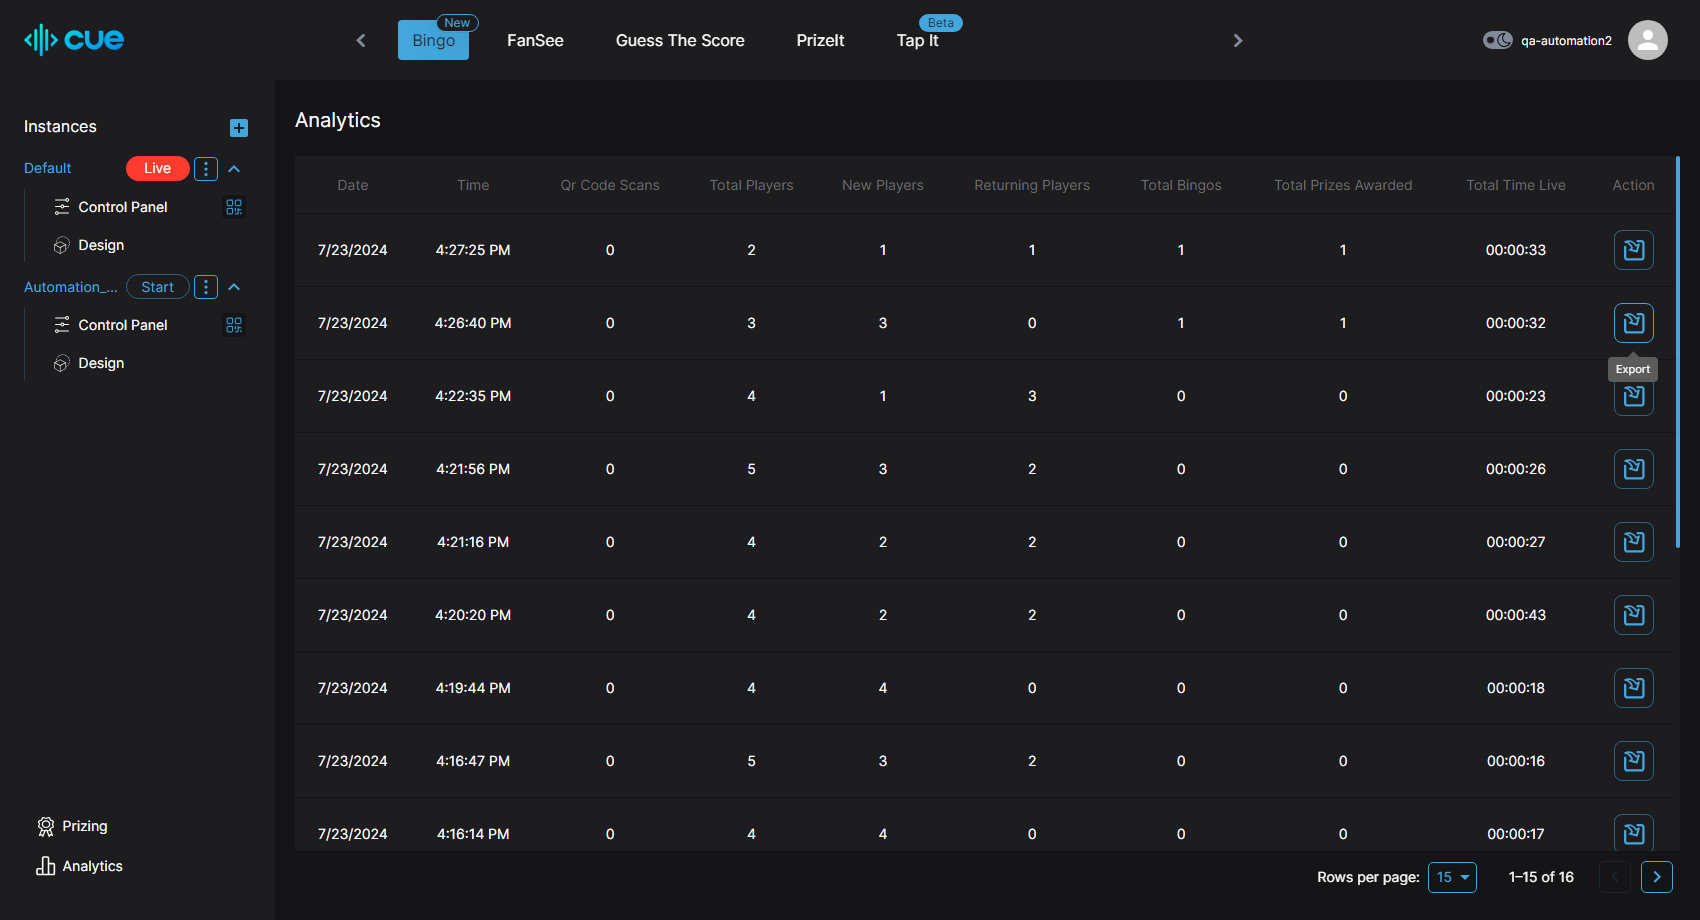 cue
New
Bingo
FanSee
Guess The Score
PrizeIt
Beta
Tap It
qa-automation2
Instances
Default
Live
Control Panel
Design
Automation_...
Start
Control Panel
Design
Prizing
Analytics
Analytics
Date Time Qr Code Scans Total Players New Players Returning Players Total Bingos Total Prizes Awarded Total Time Live Action
7/23/2024 4:27:25 PM 0 2 1 1 1 1 00:00:33
7/23/2024 4:26:40 PM 0 3 3 0 1 1 00:00:32
Export
7/23/2024 4:22:35 PM 0 4 1 3 0 0 00:00:23
7/23/2024 4:21:56 PM 0 5 3 2 0 0 00:00:26
7/23/2024 4:21:16 PM 0 4 2 2 0 0 00:00:27
7/23/2024 4:20:20 PM 0 4 2 2 0 0 00:00:43
7/23/2024 4:19:44 PM 0 4 4 0 0 0 00:00:18
7/23/2024 4:16:47 PM 0 5 3 2 0 0 00:00:16
7/23/2024 4:16:14 PM 0 4 4 0 0 0 00:00:17
Rows per page: 15 1–15 of 16